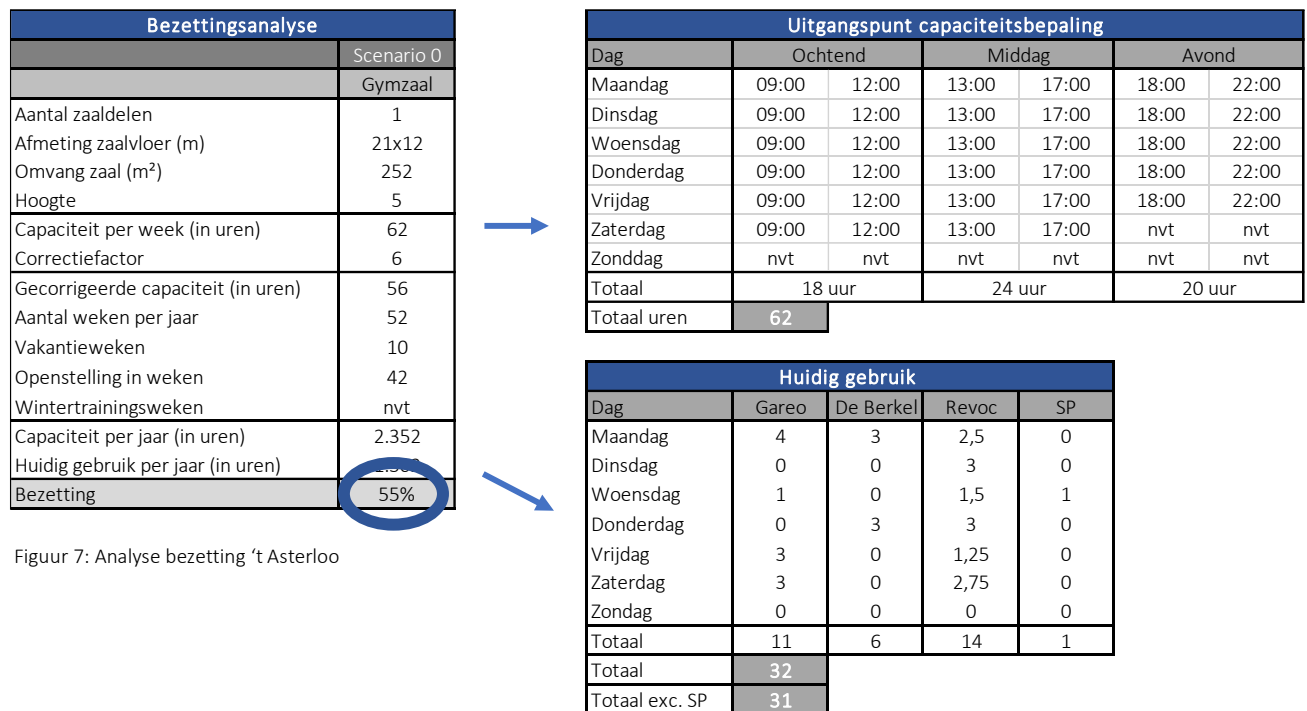 Bezettingsanalyse
Scenario 0
Gymzaal
Aantal zaaldelen 1
Afmeting zaalvloer (m) 21x12
Omvang zaal (m²) 252
Hoogte 5
Capaciteit per week (in uren) 62
Correctiefactor 6
Gecorrigeerde capaciteit (in uren) 56
Aantal weken per jaar 52
Vakantieweken 10
Openstelling in weken 42
Wintertrainingsweken nvt
Capaciteit per jaar (in uren) 2.352
Huidig gebruik per jaar (in uren)
Bezetting 55%
Figuur 7: Analyse bezetting ‘t Asterloo
Uitgangspunt capaciteitsbepaling
Dag Ochtend Middag Avond
Maandag 09:00 12:00 13:00 17:00 18:00 22:00
Dinsdag 09:00 12:00 13:00 17:00 18:00 22:00
Woensdag 09:00 12:00 13:00 17:00 18:00 22:00
Donderdag 09:00 12:00 13:00 17:00 18:00 22:00
Vrijdag 09:00 12:00 13:00 17:00 18:00 22:00
Zaterdag 09:00 12:00 13:00 17:00 nvt nvt
Zonddag nvt nvt nvt nvt nvt nvt
Totaal 18 uur 24 uur 20 uur
Totaal uren 62
Huidig gebruik
Dag Gareo De Berkel Revoc SP
Maandag 4 3 2,5 0
Dinsdag 0 0 3 0
Woensdag 1 0 1,5 1
Donderdag 0 3 3 0
Vrijdag 3 0 1,25 0
Zaterdag 3 0 2,75 0
Zondag 0 0 0 0
Totaal 11 6 14 1
Totaal 32
Totaal exc. SP 31